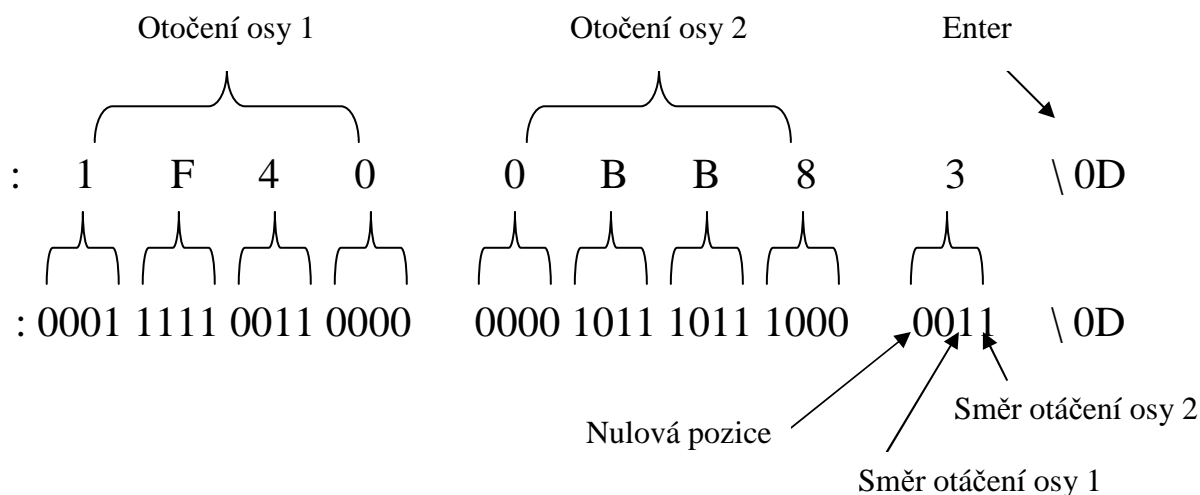 Otočení osy 1 Otočení osy 2 Enter
: 1 F 4 0 0 B B 8 3 \ 0D
: 0001 1111 0011 0000 0000 1011 1011 1000 0011 \ 0D
Směr otáčení osy 2
Nulová pozice
Směr otáčení osy 1